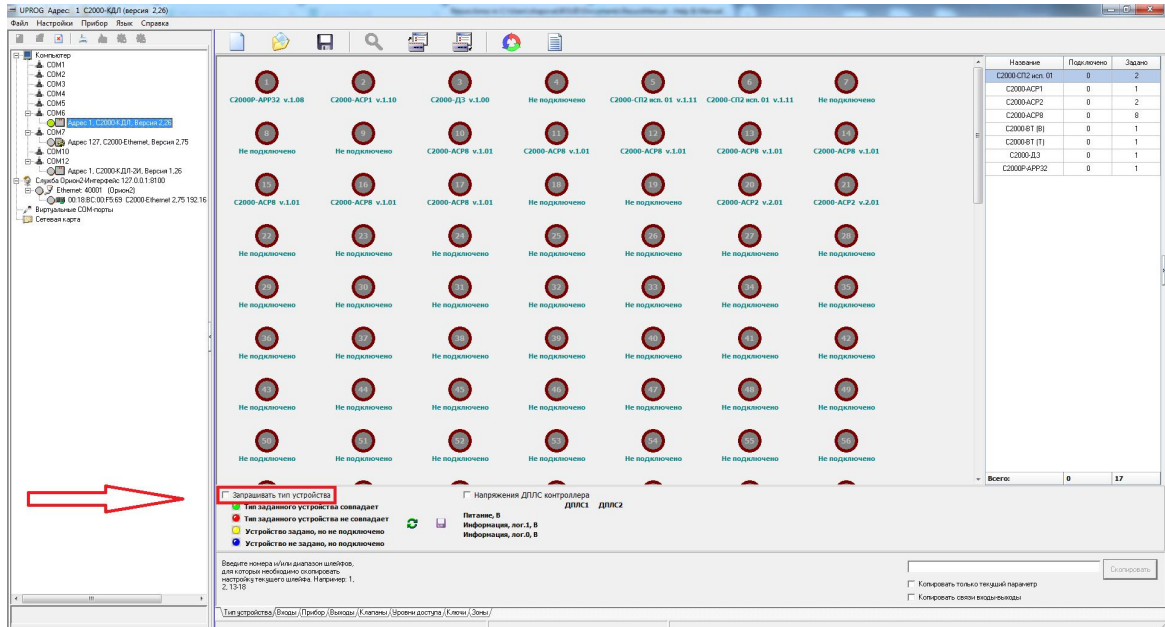 UPROG Адрес: 1 С2000-КДЛ (версия 2,26)
Файл Настройки Прибор Язык Справка
Компьютер
COM1
COM2
COM3
COM4
COM5
COM6
Адрес 1, С2000-КДЛ, Версия 2,26
COM7
Адрес 127, С2000-Ethernet, Версия 2,75
COM10
COM12
Адрес 1, С2000-КДЛ-2И, Версия 1,26
Служба Орион2-Интерфейс 127.0.0.1:8100
Ethernet: 40001 (Орион2)
00:18:BC:00:F5:69 C2000-Ethernet 2,75 192.16
Виртуальные COM-порты
Сетевая карта
1 2 3 4 5 6 7
С2000Р-АРР32 v.1.08 С2000-АСР1 v.1.10 С2000-ДЗ v.1.00 Не подключено С2000-СП2 исп. 01 v.1.11 С2000-СП2 исп. 01 v.1.11 Не подключено
8 9 10 11 12 13 14
Не подключено Не подключено С2000-АСР8 v.1.01 С2000-АСР8 v.1.01 С2000-АСР8 v.1.01 С2000-АСР8 v.1.01 С2000-АСР8 v.1.01
15 16 17 18 19 20 21
С2000-АСР8 v.1.01 С2000-АСР8 v.1.01 С2000-АСР8 v.1.01 Не подключено Не подключено С2000-АСР2 v.2.01 С2000-АСР2 v.2.01
22 23 24 25 26 27 28
Не подключено Не подключено Не подключено Не подключено Не подключено Не подключено Не подключено
29 30 31 32 33 34 35
Не подключено Не подключено Не подключено Не подключено Не подключено Не подключено Не подключено
36 37 38 39 40 41 42
Не подключено Не подключено Не подключено Не подключено Не подключено Не подключено Не подключено
43 44 45 46 47 48 49
Не подключено Не подключено Не подключено Не подключено Не подключено Не подключено Не подключено
50 51 52 53 54 55 56
Не подключено Не подключено Не подключено Не подключено Не подключено Не подключено Не подключено
Название Подключено Задано
С2000-СП2 исп. 01 0 2
С2000-АСР1 0 1
С2000-АСР2 0 2
С2000-АСР8 0 8
С2000-ВТ (В) 0 1
С2000-ВТ (Т) 0 1
С2000-ДЗ 0 1
С2000Р-АРР32 0 1
Всего: 0 17
Запрашивать тип устройства
Тип заданного устройства совпадает
Тип заданного устройства не совпадает
Устройство задано, но не подключено
Устройство не задано, но подключено
Напряжения ДПЛС контроллера
ДПЛС1 ДПЛС2
Питание, В
Информация, лог.1, В
Информация, лог.0, В
Введите номера и/или диапазон шлейфов,
для которых необходимо скопировать
настройку текущего шлейфа. Например: 1,
2, 13-18
Скопировать
Копировать только текущий параметр
Копировать связи входы-выходы
Тип устройства Входы Прибор Выходы Клапаны Уровни доступа Ключи Зоны